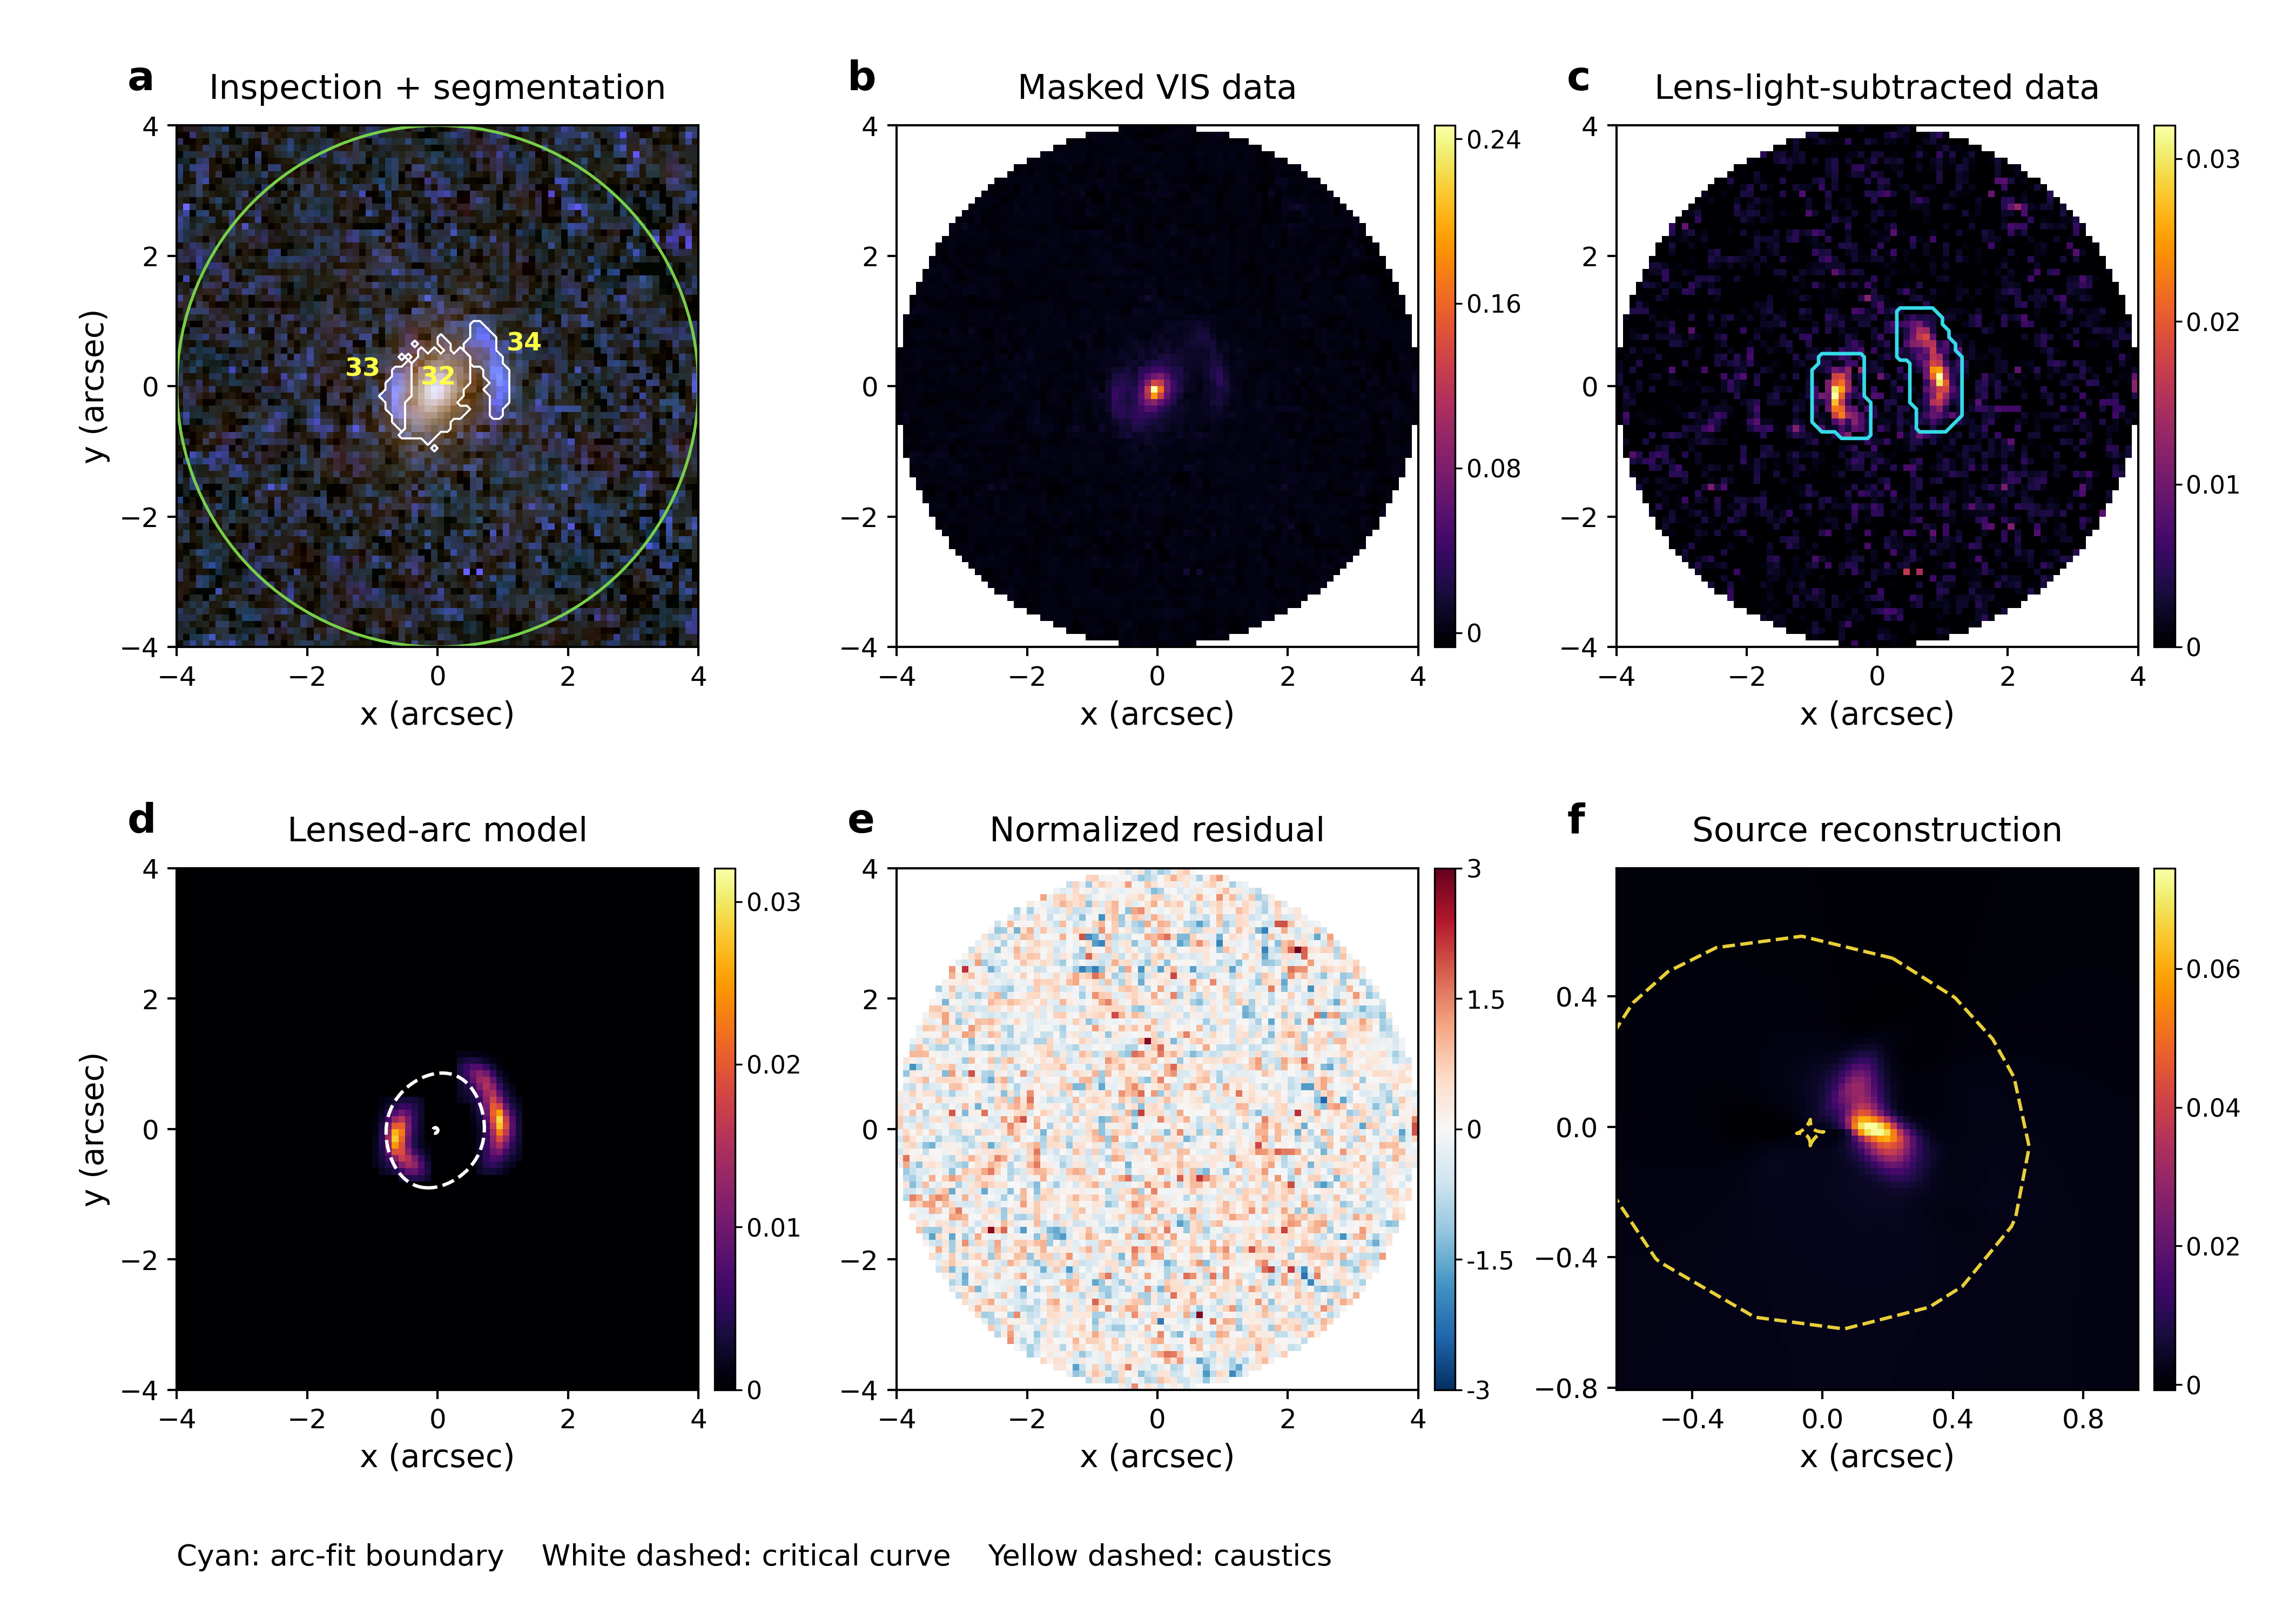 a Inspection + segmentation
b Masked VIS data
c Lens-light-subtracted data
4
2
0
−2
−4
y (arcsec)
33
32
34
−4 −2 0 2 4
x (arcsec)
4
2
0
−2
−4
−4 −2 0 2 4
x (arcsec)
0.24
0.16
0.08
0
4
2
0
−2
−4
−4 −2 0 2 4
x (arcsec)
0.03
0.02
0.01
0
d Lensed-arc model
e Normalized residual
f Source reconstruction
4
2
0
−2
−4
y (arcsec)
−4 −2 0 2 4
x (arcsec)
0.03
0.02
0.01
0
4
2
0
−2
−4
−4 −2 0 2 4
x (arcsec)
3
1.5
0
-1.5
-3
0.4
0.0
−0.4
−0.8
−0.4 0.0 0.4 0.8
x (arcsec)
0.06
0.04
0.02
0
Cyan: arc-fit boundary White dashed: critical curve Yellow dashed: caustics